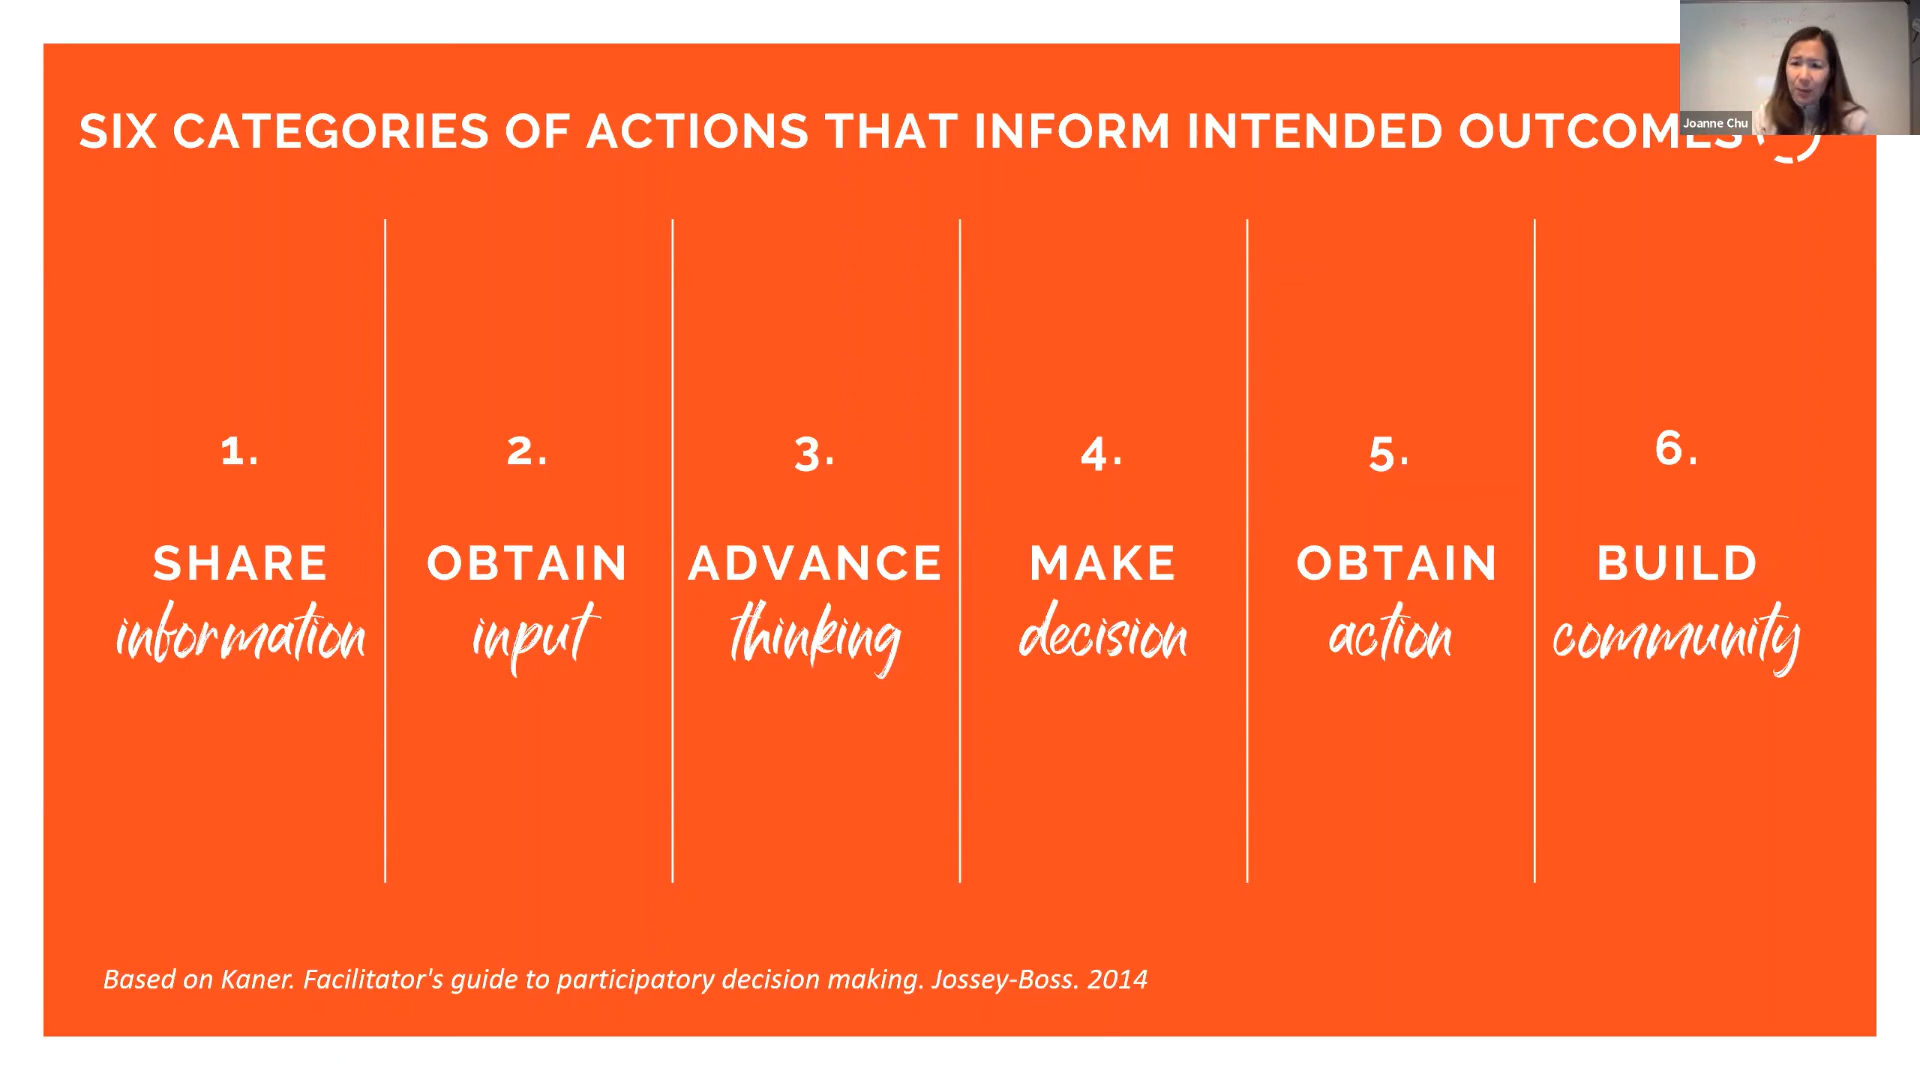 SIX CATEGORIES OF ACTIONS THAT INFORM INTENDED OUTCOMES
Joanne Chu
1.
SHARE
information
2.
OBTAIN
input
3.
ADVANCE
thinking
4.
MAKE
decision
5.
OBTAIN
action
6.
BUILD
community
Based on Kaner. Facilitator's guide to participatory decision making. Jossey-Boss. 2014